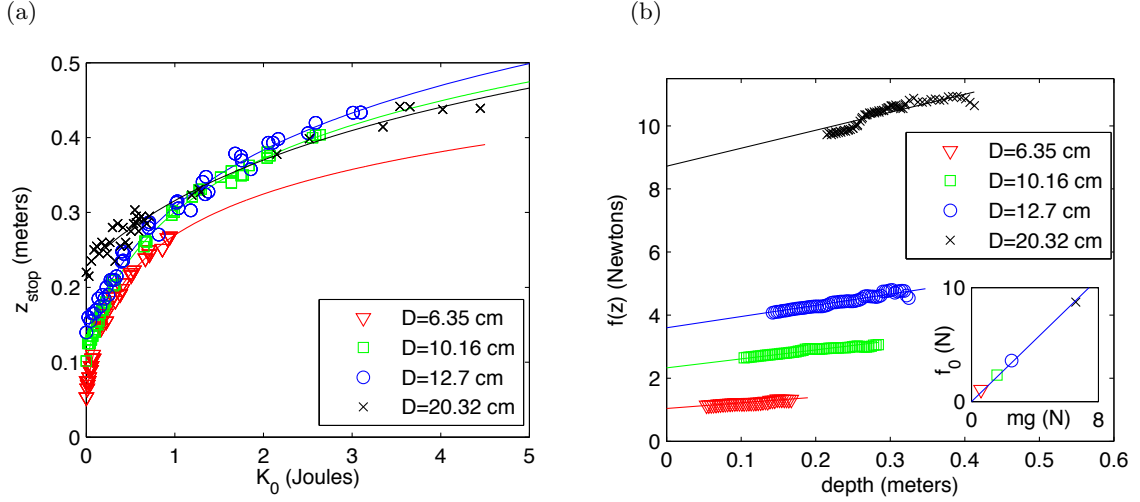 (a)
0.5
0.4
0.3
0.2
0.1
0
0 1 2 3 4 5
z_stop (meters)
K_0 (Joules)
D=6.35 cm
D=10.16 cm
D=12.7 cm
D=20.32 cm
(b)
10
8
6
4
2
0
0 0.1 0.2 0.3 0.4 0.5 0.6
f(z) (Newtons)
depth (meters)
D=6.35 cm
D=10.16 cm
D=12.7 cm
D=20.32 cm
10
0
0 8
f_0 (N)
mg (N)